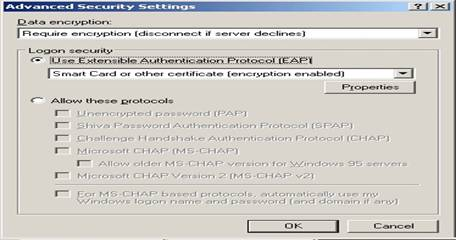 Advanced Security Settings
Data encryption:
Require encryption (disconnect if server declines)
Logon security
Use Extensible Authentication Protocol (EAP)
Smart Card or other certificate (encryption enabled)
Properties
Allow these protocols
Unencrypted password (PAP)
Shiva Password Authentication Protocol (SPAP)
Challenge Handshake Authentication Protocol (CHAP)
Microsoft CHAP (MS-CHAP)
Allow older MS-CHAP version for Windows 95 servers
Microsoft CHAP Version 2 (MS-CHAP v2)
For MS-CHAP based protocols, automatically use my
Windows logon name and password (and domain if any)
OK Cancel